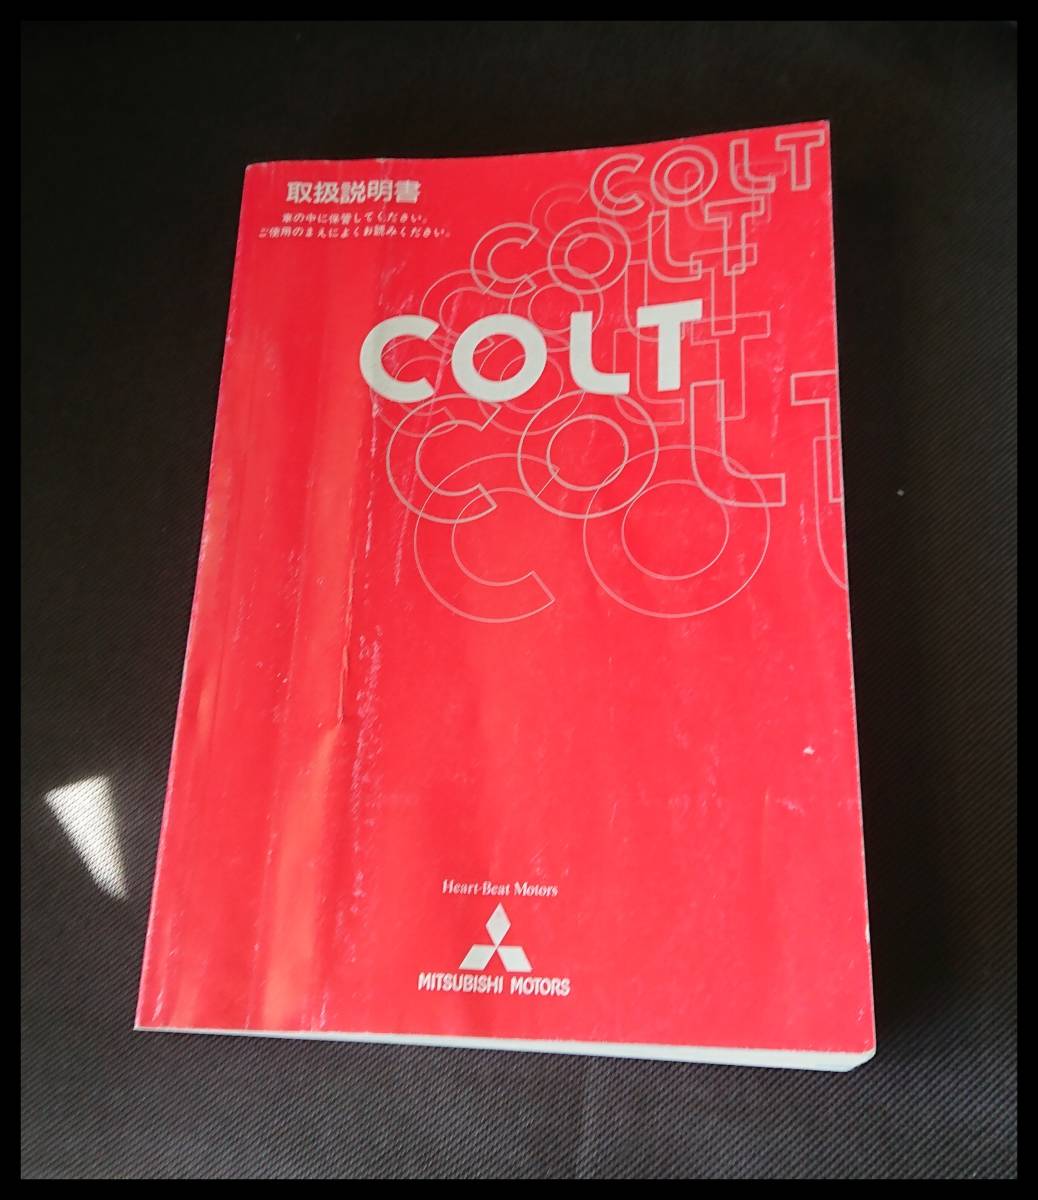 取扱説明書
車の中に保管してください。
ご使用のまえによくお読みください。
COLT
COLT
COLT
COLT
COLT
Heart-Beat Motors
MITSUBISHI MOTORS